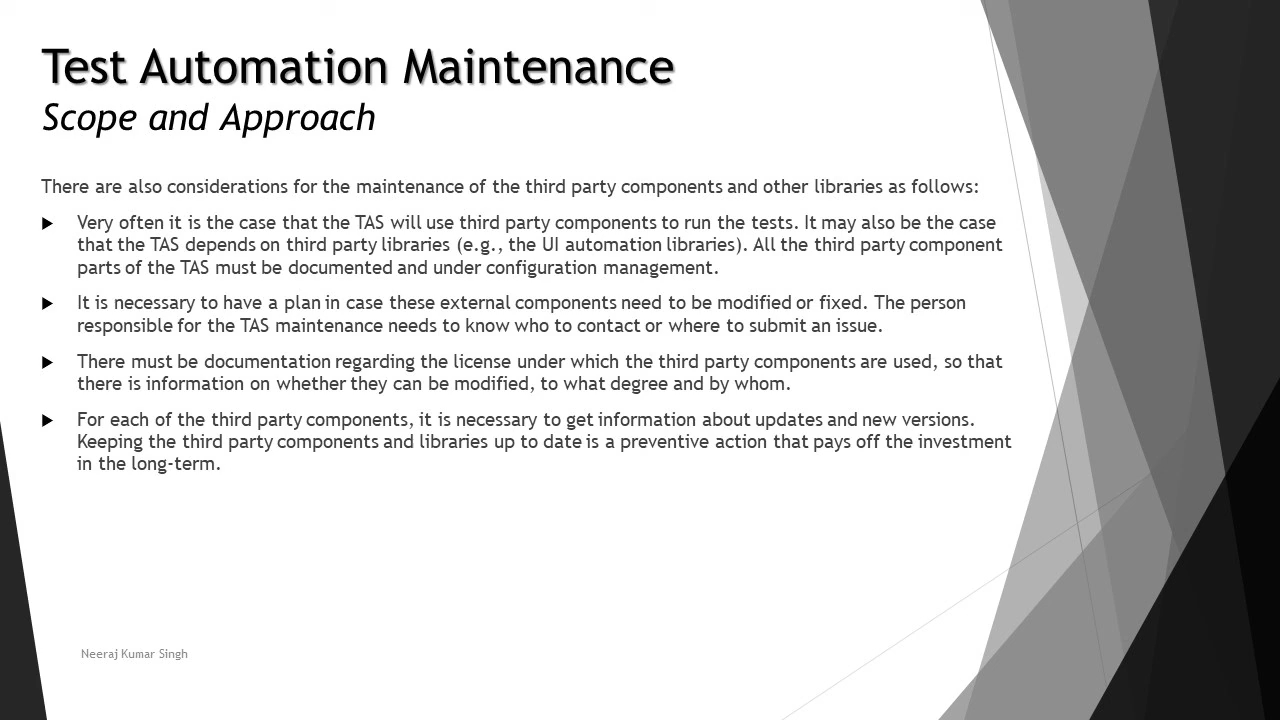 Test Automation Maintenance
Scope and Approach
There are also considerations for the maintenance of the third party components and other libraries as follows:
Very often it is the case that the TAS will use third party components to run the tests. It may also be the case
that the TAS depends on third party libraries (e.g., the UI automation libraries). All the third party component
parts of the TAS must be documented and under configuration management.
It is necessary to have a plan in case these external components need to be modified or fixed. The person
responsible for the TAS maintenance needs to know who to contact or where to submit an issue.
There must be documentation regarding the license under which the third party components are used, so that
there is information on whether they can be modified, to what degree and by whom.
For each of the third party components, it is necessary to get information about updates and new versions.
Keeping the third party components and libraries up to date is a preventive action that pays off the investment
in the long-term.
Neeraj Kumar Singh